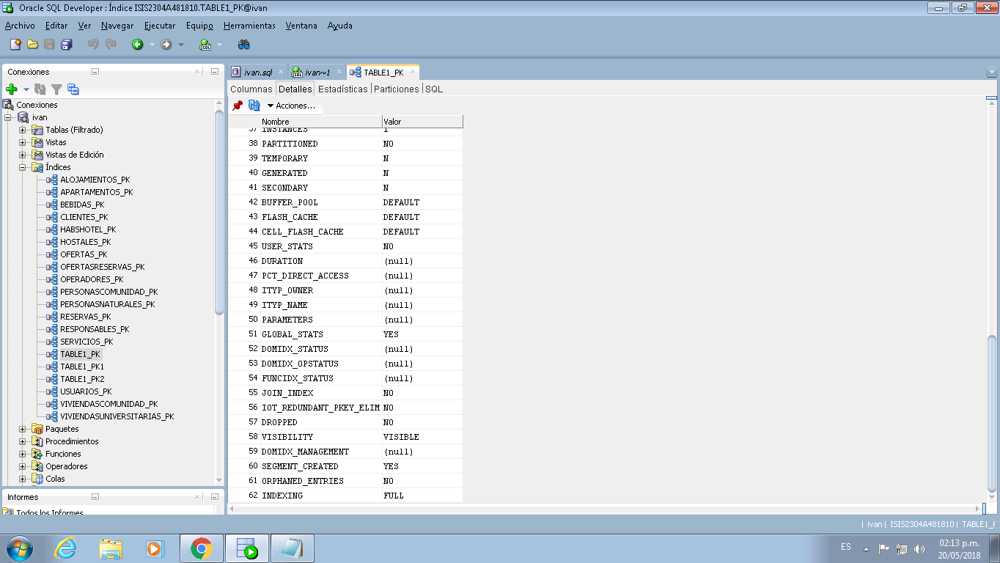 Oracle SQL Developer : Índice ISIS2304A481810.TABLE1_PK@ivan
Archivo Editar Ver Navegar Ejecutar Equipo Herramientas Ventana Ayuda
Conexiones
Conexiones
ivan
Tablas (Filtrado)
Vistas
Vistas de Edición
Índices
ALOJAMIENTOS_PK
APARTAMENTOS_PK
BEBIDAS_PK
CLIENTES_PK
HABSHOTEL_PK
HOSTALES_PK
OFERTAS_PK
OFERTASRESERVAS_PK
OPERADORES_PK
PERSONASCOMUNIDAD_PK
PERSONASNATURALES_PK
RESERVAS_PK
RESPONSABLES_PK
SERVICIOS_PK
TABLE1_PK
TABLE1_PK1
TABLE1_PK2
USUARIOS_PK
VIVIENDASCOMUNIDAD_PK
VIVIENDASUNIVERSITARIAS_PK
Paquetes
Procedimientos
Funciones
Operadores
Colas
Informes
Todos los Informes
ivan.sql ivan~1 TABLE1_PK
Columnas Detalles Estadísticas Particiones SQL
Acciones...
Nombre Valor
37 INSTANCES 1
38 PARTITIONED NO
39 TEMPORARY N
40 GENERATED N
41 SECONDARY N
42 BUFFER_POOL DEFAULT
43 FLASH_CACHE DEFAULT
44 CELL_FLASH_CACHE DEFAULT
45 USER_STATS NO
46 DURATION (null)
47 PCT_DIRECT_ACCESS (null)
48 ITYP_OWNER (null)
49 ITYP_NAME (null)
50 PARAMETERS (null)
51 GLOBAL_STATS YES
52 DOMIDX_STATUS (null)
53 DOMIDX_OPSTATUS (null)
54 FUNCIDX_STATUS (null)
55 JOIN_INDEX NO
56 IOT_REDUNDANT_PKEY_ELIM NO
57 DROPPED NO
58 VISIBILITY VISIBLE
59 DOMIDX_MANAGEMENT (null)
60 SEGMENT_CREATED YES
61 ORPHANED_ENTRIES NO
62 INDEXING FULL
| ivan | ISIS2304A481810 | TABLE1_P
ES
02:13 p.m.
20/05/2018